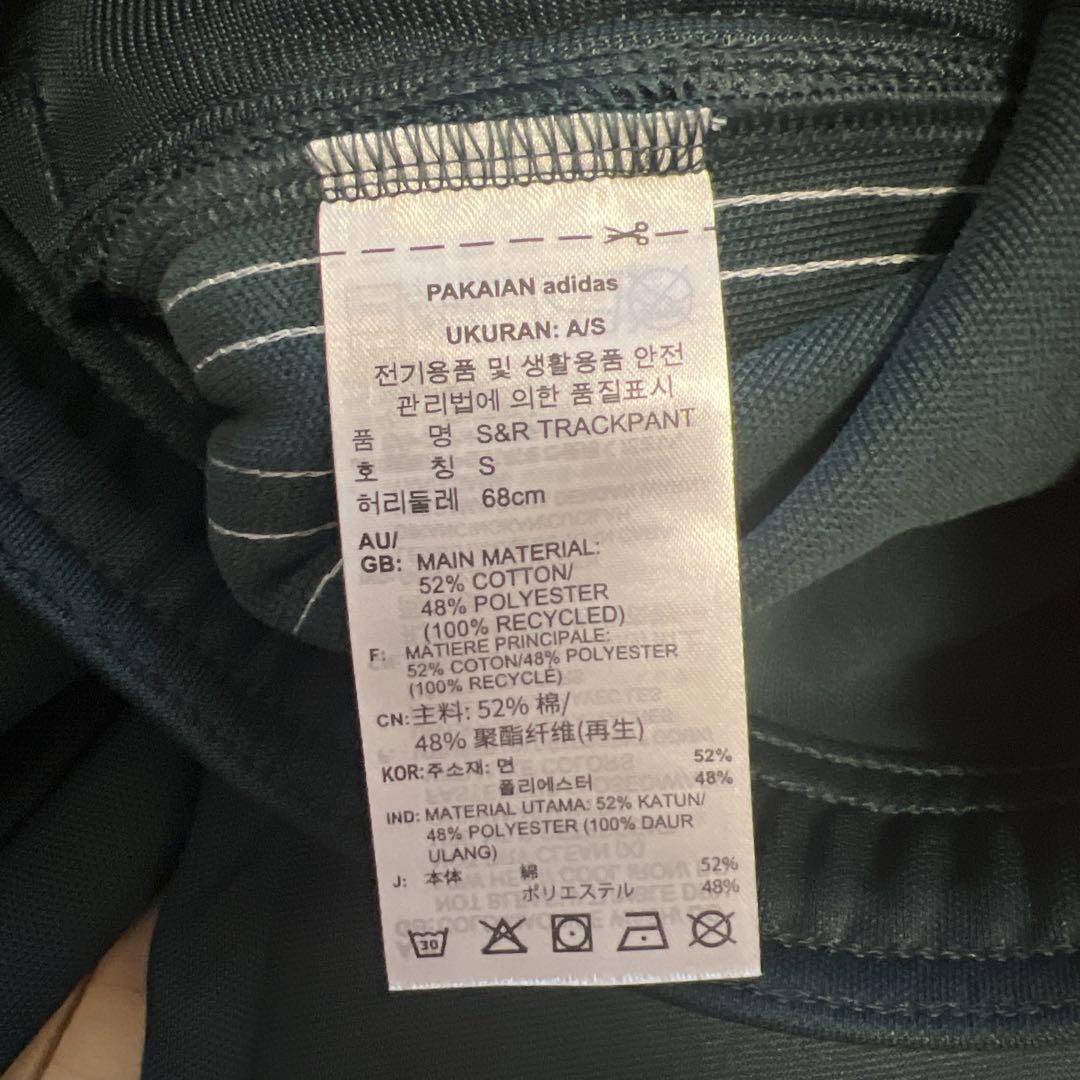 PAKAIAN adidas
UKURAN: A/S
전기용품 및 생활용품 안전
관리법에 의한 품질표시
품 명 S&R TRACKPANT
호 칭 S
허리둘레 68cm
AU/
GB: MAIN MATERIAL:
52% COTTON/
48% POLYESTER
(100% RECYCLED)
F: MATIERE PRINCIPALE:
52% COTON/48% POLYESTER
(100% RECYCLÉ)
CN: 主料: 52% 棉/
48% 聚酯纤维(再生)
KOR: 주소재: 면 52%
폴리에스터 48%
IND: MATERIAL UTAMA: 52% KATUN/
48% POLYESTER (100% DAUR
ULANG)
J: 本体 綿 52%
ポリエステル 48%
30